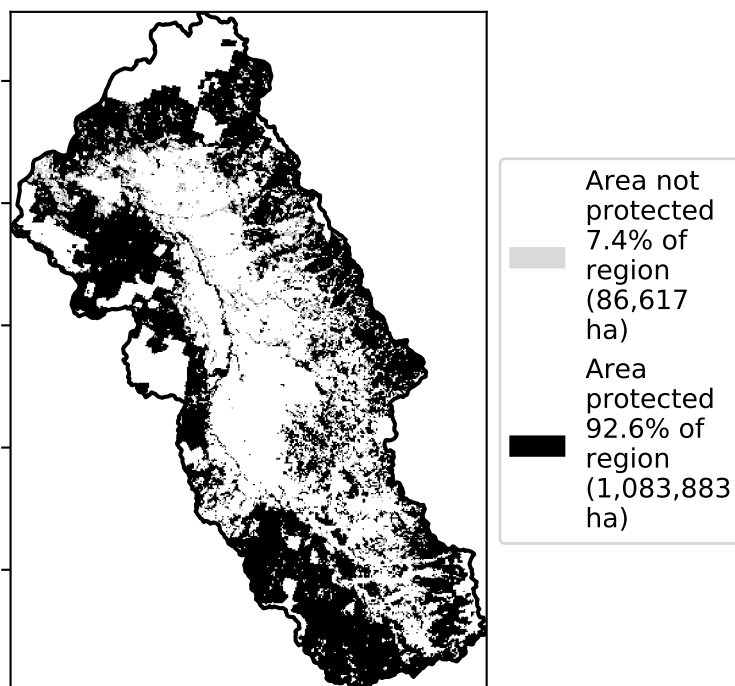 Area not
protected
7.4% of
region
(86,617
ha)
Area
protected
92.6% of
region
(1,083,883
ha)